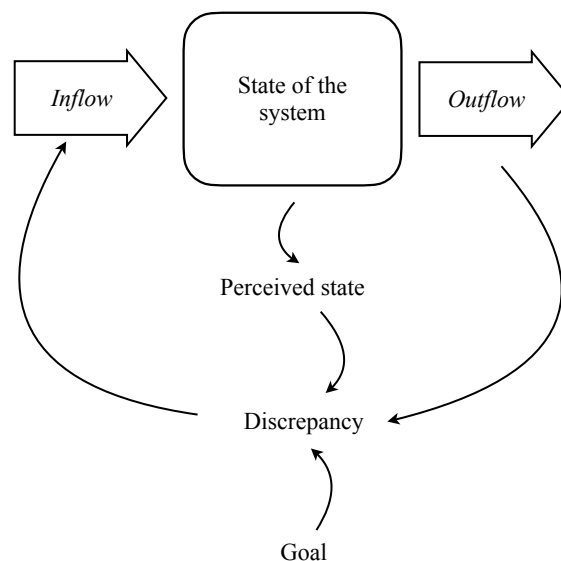 Inflow
State of the
system
Outflow
Perceived state
Discrepancy
Goal